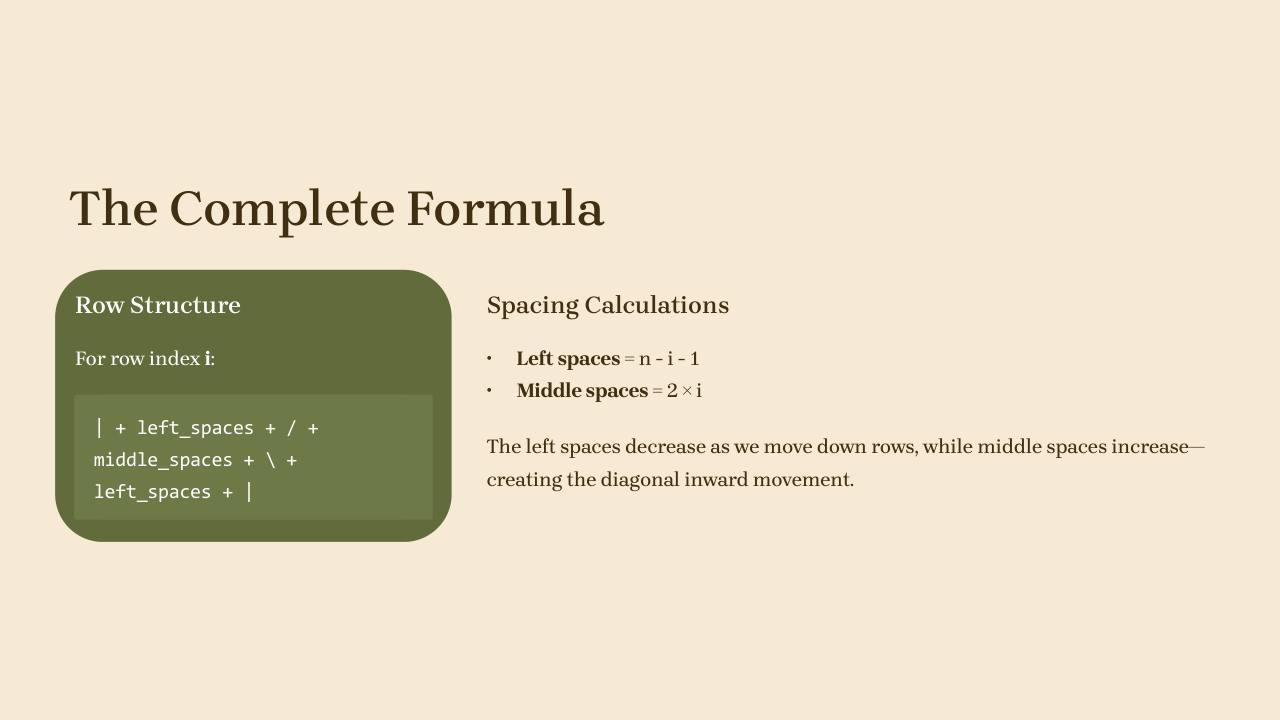 The Complete Formula
Row Structure
For row index i:
| + left_spaces + / +
middle_spaces + \ +
left_spaces + |
Spacing Calculations
• Left spaces = n - i - 1
• Middle spaces = 2 × i
The left spaces decrease as we move down rows, while middle spaces increase—
creating the diagonal inward movement.